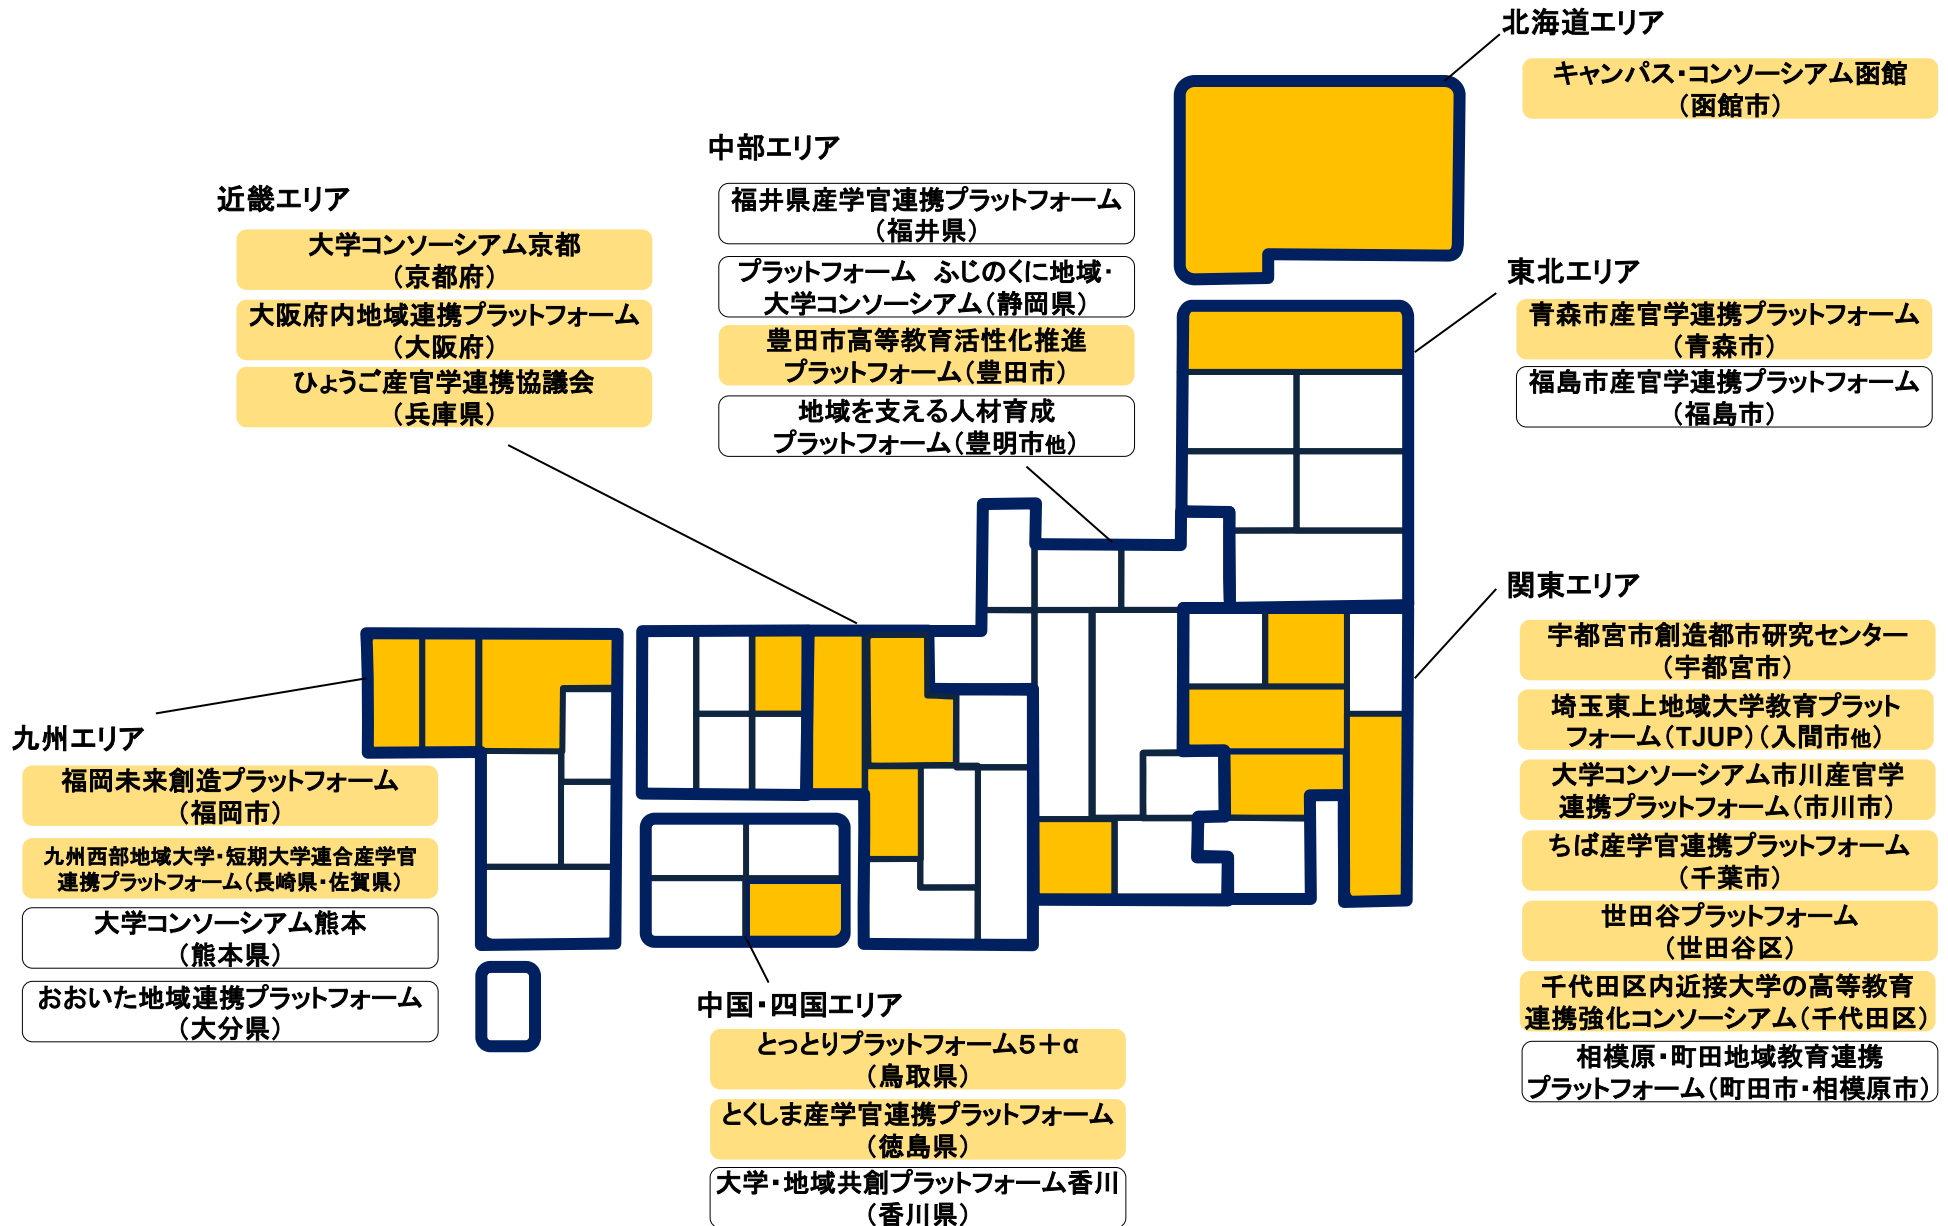 北海道エリア
キャンパス・コンソーシアム函館
（函館市）
東北エリア
青森市産官学連携プラットフォーム
（青森市）
福島市産官学連携プラットフォーム
（福島市）
関東エリア
宇都宮市創造都市研究センター
（宇都宮市）
埼玉東上地域大学教育プラット
フォーム（TJUP）（入間市他）
大学コンソーシアム市川産官学
連携プラットフォーム（市川市）
ちば産学官連携プラットフォーム
（千葉市）
世田谷プラットフォーム
（世田谷区）
千代田区内近接大学の高等教育
連携強化コンソーシアム（千代田区）
相模原・町田地域教育連携
プラットフォーム（町田市・相模原市）
中部エリア
福井県産学官連携プラットフォーム
（福井県）
プラットフォーム　ふじのくに地域・
大学コンソーシアム（静岡県）
豊田市高等教育活性化推進
プラットフォーム（豊田市）
地域を支える人材育成
プラットフォーム（豊明市他）
近畿エリア
大学コンソーシアム京都
（京都府）
大阪府内地域連携プラットフォーム
（大阪府）
ひょうご産官学連携協議会
（兵庫県）
中国・四国エリア
とっとりプラットフォーム５＋α
（鳥取県）
とくしま産学官連携プラットフォーム
（徳島県）
大学・地域共創プラットフォーム香川
（香川県）
九州エリア
福岡未来創造プラットフォーム
（福岡市）
九州西部地域大学・短期大学連合産学官
連携プラットフォーム（長崎県・佐賀県）
大学コンソーシアム熊本
（熊本県）
おおいた地域連携プラットフォーム
（大分県）